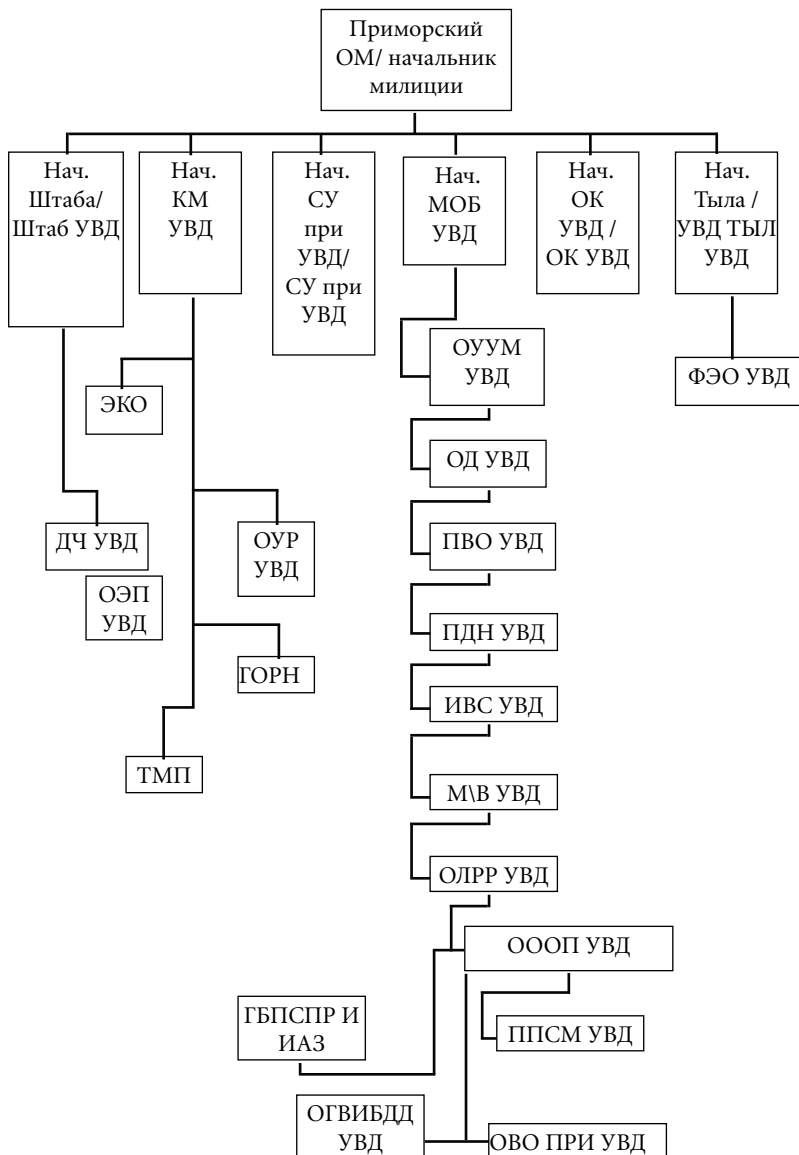 Приморский
ОМ/ начальник
милиции
Нач.
Штаба/
Штаб УВД
Нач.
КМ
УВД
Нач.
СУ
при
УВД/
СУ при
УВД
Нач.
МОБ
УВД
Нач.
ОК
УВД /
ОК УВД
Нач.
Тыла /
УВД ТЫЛ
УВД
ОУУМ
УВД
ФЭО УВД
ЭКО
ОД УВД
ДЧ УВД
ОУР
УВД
ПВО УВД
ОЭП
УВД
ПДН УВД
ГОРН
ИВС УВД
ТМП
М\В УВД
ОЛРР УВД
ОООП УВД
ГБПСПР И
ИАЗ
ППСМ УВД
ОГВИБДД
УВД
ОВО ПРИ УВД